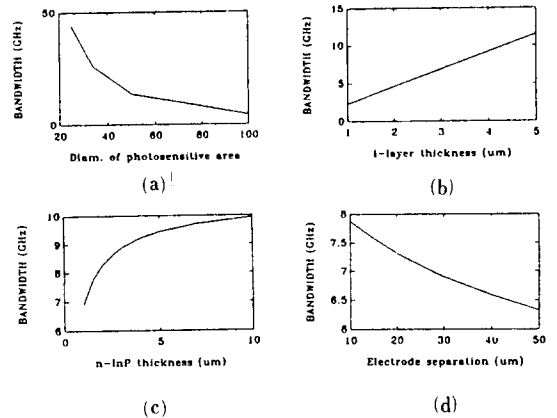 50
0
20
40
60
80
100
BANDWIDTH (GHz)
Diam. of photosensitive area
(a)
15
10
5
0
1
2
3
4
5
BANDWIDTH (GHz)
i-layer thickness (um)
(b)
10
9
8
7
6
0
5
10
BANDWIDTH (GHz)
n-InP thickness (um)
(c)
8
7.5
7
6.5
6
10
20
30
40
50
BANDWIDTH (GHz)
Electrode separation (um)
(d)